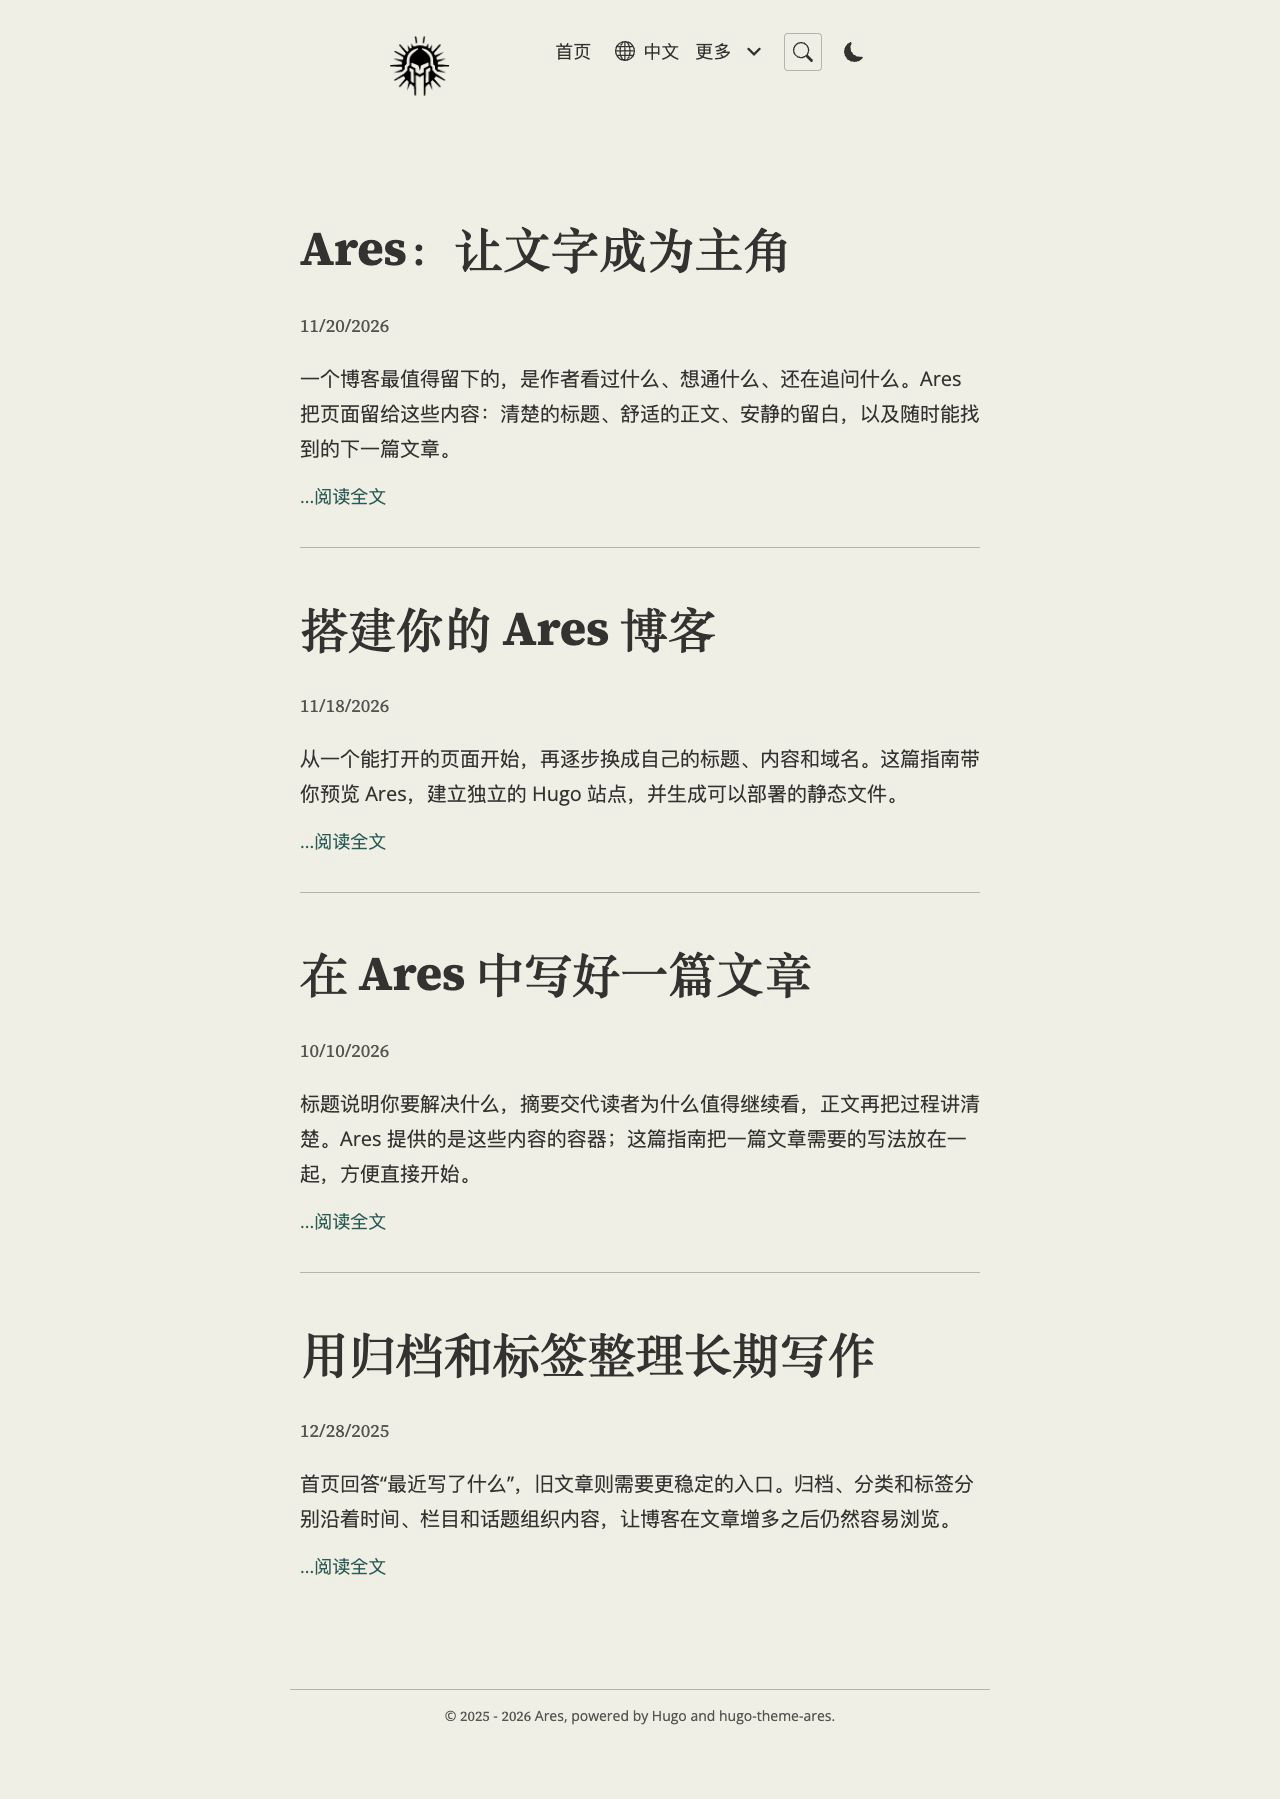 首页 中文 更多
Ares：让文字成为主角
11/20/2026
一个博客最值得留下的，是作者看过什么、想通什么、还在追问什么。Ares
把页面留给这些内容：清楚的标题、舒适的正文、安静的留白，以及随时能找
到的下一篇文章。
...阅读全文
搭建你的 Ares 博客
11/18/2026
从一个能打开的页面开始，再逐步换成自己的标题、内容和域名。这篇指南带
你预览 Ares，建立独立的 Hugo 站点，并生成可以部署的静态文件。
...阅读全文
在 Ares 中写好一篇文章
10/10/2026
标题说明你要解决什么，摘要交代读者为什么值得继续看，正文再把过程讲清
楚。Ares 提供的是这些内容的容器；这篇指南把一篇文章需要的写法放在一
起，方便直接开始。
...阅读全文
用归档和标签整理长期写作
12/28/2025
首页回答“最近写了什么”，旧文章则需要更稳定的入口。归档、分类和标签分
别沿着时间、栏目和话题组织内容，让博客在文章增多之后仍然容易浏览。
...阅读全文
© 2025 - 2026 Ares, powered by Hugo and hugo-theme-ares.